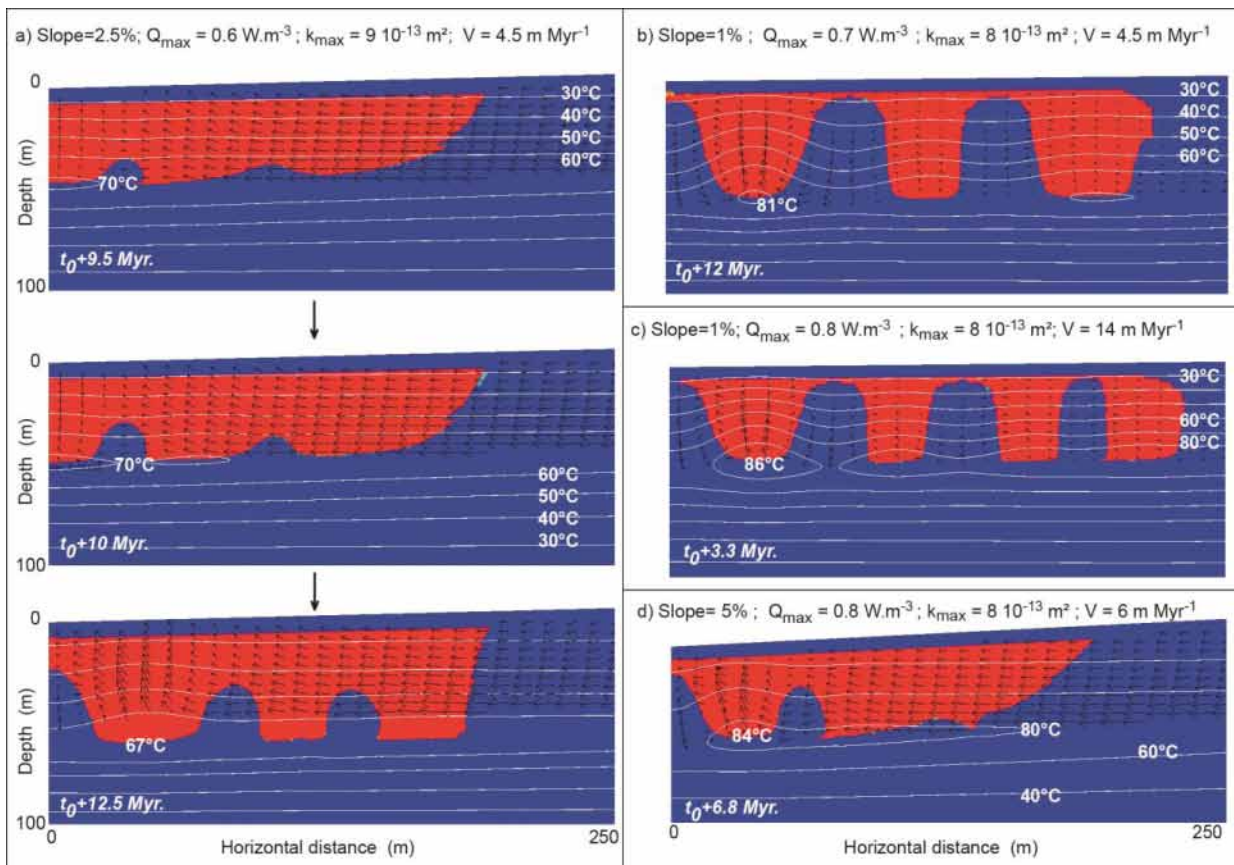 a) Slope=2.5%; Qmax = 0.6 W.m-3; kmax = 9 10-13 m²; V = 4.5 m Myr-1
0
30°C
40°C
50°C
60°C
70°C
Depth (m)
t0+9.5 Myr.
100
0
70°C
60°C
50°C
40°C
30°C
Depth (m)
t0+10 Myr.
100
0
67°C
Depth (m)
t0+12.5 Myr.
100
0
250
Horizontal distance (m)
b) Slope=1% ; Qmax = 0.7 W.m-3 ; kmax = 8 10-13 m² ; V = 4.5 m Myr-1
30°C
40°C
50°C
60°C
81°C
t0+12 Myr.
c) Slope=1%; Qmax = 0.8 W.m-3 ; kmax = 8 10-13 m²; V = 14 m Myr-1
30°C
60°C
80°C
86°C
t0+3.3 Myr.
d) Slope= 5% ; Qmax = 0.8 W.m-3 ; kmax = 8 10-13 m² ; V = 6 m Myr-1
84°C
80°C
60°C
40°C
t0+6.8 Myr.
0
250
Horizontal distance (m)